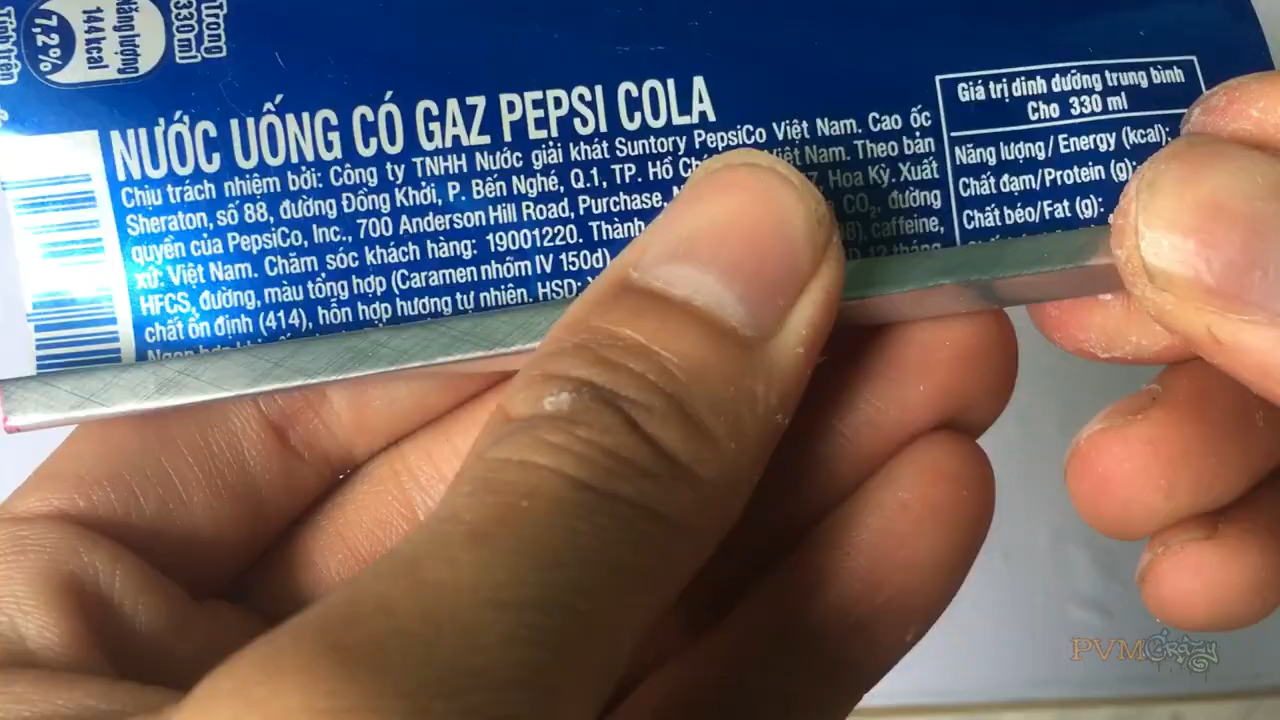 Tính trên
7,2%
144 kcal
Năng lượng
330 ml
Trong
NƯỚC UỐNG CÓ GAZ PEPSI COLA
Chịu trách nhiệm bởi: Công ty TNHH Nước giải khát Suntory PepsiCo Việt Nam. Cao ốc
Sheraton, số 88, đường Đồng Khởi, P. Bến Nghé, Q.1, TP. Hồ Việt Nam. Theo bản
quyền của PepsiCo, Inc., 700 Anderson Hill Road, Purchase, Hoa Kỳ. Xuất
xứ: Việt Nam. Chăm sóc khách hàng: 19001220. Thành CO₂, đường
HFCS, đường, màu tổng hợp (Caramen nhóm IV 150d), caffeine,
chất ổn định (414), hỗn hợp hương tự nhiên. HSD: 12 tháng
Giá trị dinh dưỡng trung bình
Cho 330 ml
Năng lượng/ Energy (kcal):
Chất đạm/Protein (g):
Chất béo/Fat (g):
PVMCrazy